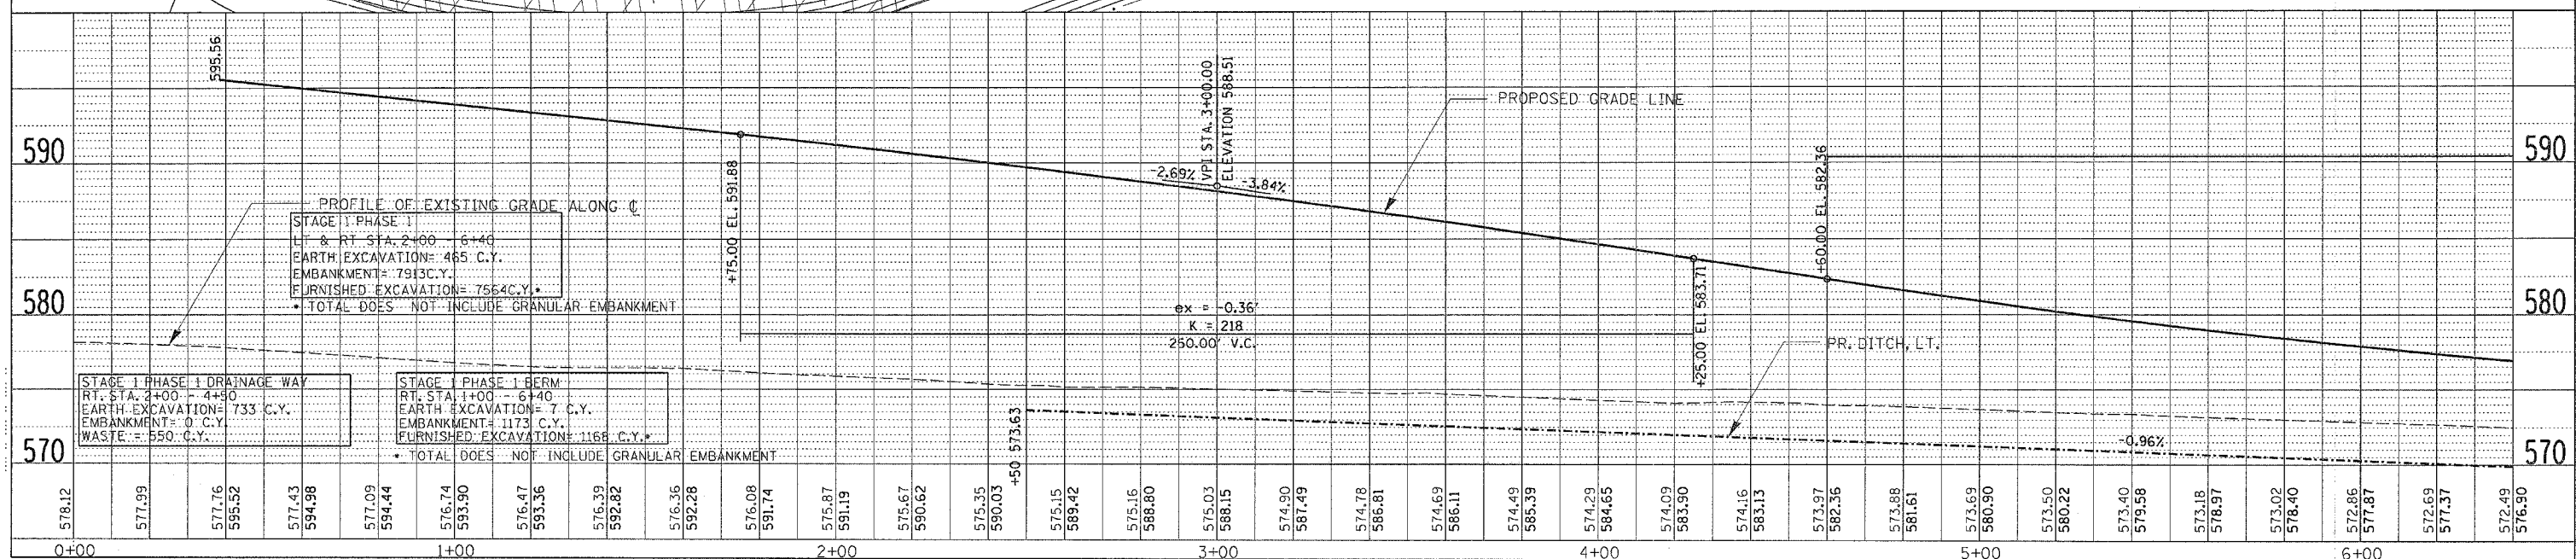 595.56
VPI STA. 3+00.00
ELEVATION 588.51
PROPOSED GRADE LINE
590
590
-2.69%
-3.84%
+75.00 EL. 591.88
+60.00 EL. 582.36
PROFILE OF EXISTING GRADE ALONG ℄
STAGE 1 PHASE 1
LT & RT STA. 2+00 - 6+40
EARTH EXCAVATION= 465 C.Y.
EMBANKMENT= 7913C.Y.
FURNISHED EXCAVATION= 7564C.Y.*
* TOTAL DOES NOT INCLUDE GRANULAR EMBANKMENT
580
580
ex = -0.36'
K = 218
250.00' V.C.
+25.00 EL. 583.71
PR. DITCH, LT.
STAGE 1 PHASE 1 DRAINAGE WAY
RT. STA. 2+00 - 4+50
EARTH EXCAVATION= 733 C.Y.
EMBANKMENT= 0 C.Y.
WASTE = 550 C.Y.
STAGE 1 PHASE 1 BERM
RT. STA. 1+00 - 6+40
EARTH EXCAVATION= 7 C.Y.
EMBANKMENT= 1173 C.Y.
FURNISHED EXCAVATION= 1168 C.Y.*
* TOTAL DOES NOT INCLUDE GRANULAR EMBANKMENT
+50 573.63
-0.96%
570
570
578.12
577.99
577.76
595.52
577.43
594.98
577.09
594.44
576.74
593.90
576.47
593.36
576.39
592.82
576.36
592.28
576.08
591.74
575.87
591.19
575.67
590.62
575.35
590.03
575.15
589.42
575.16
588.80
575.03
588.15
574.90
587.49
574.78
586.81
574.69
586.11
574.49
585.39
574.29
584.65
574.09
583.90
574.16
583.13
573.97
582.36
573.88
581.61
573.69
580.90
573.50
580.22
573.40
579.58
573.18
578.97
573.02
578.40
572.86
577.87
572.69
577.37
572.49
576.90
0+00
1+00
2+00
3+00
4+00
5+00
6+00